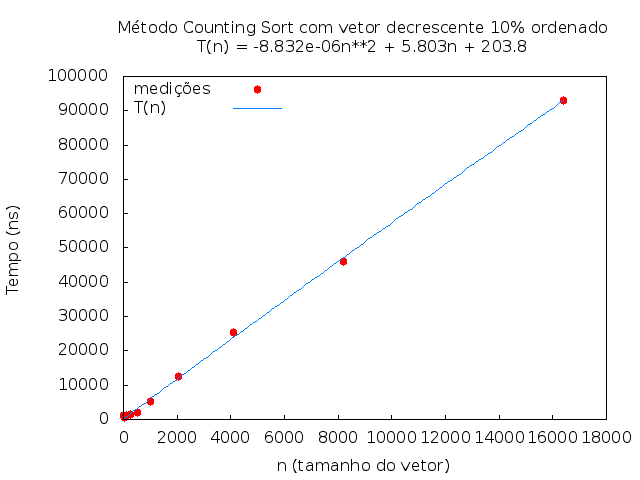 Método Counting Sort com vetor decrescente 10% ordenado
T(n) = -8.832e-06n**2 + 5.803n + 203.8
medições
T(n)
100000
90000
80000
70000
60000
50000
40000
30000
20000
10000
0
Tempo (ns)
0 2000 4000 6000 8000 10000 12000 14000 16000 18000
n (tamanho do vetor)